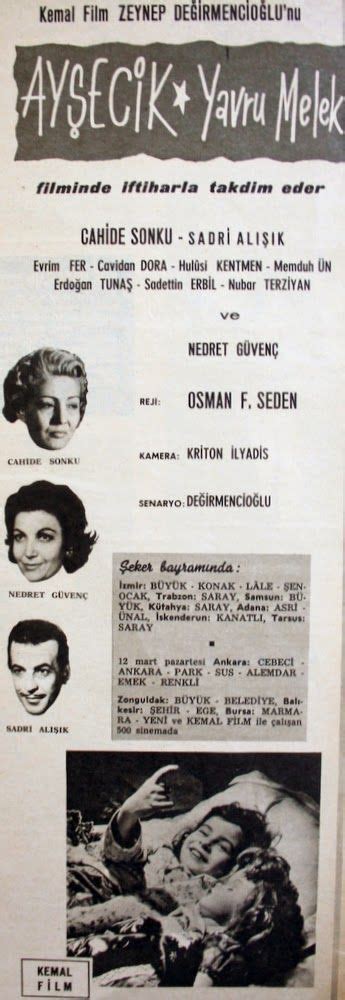 Kemal Film ZEYNEP DEĞİRMENCİOĞLU'nu
AYŞECİK ★ Yavru Melek
filminde iftiharla takdim eder
CAHİDE SONKU - SADRİ ALIŞIK
Evrim FER - Cavidan DORA - Hulûsi KENTMEN - Memduh ÜN
Erdoğan TUNAŞ - Sadettin ERBİL - Nubar TERZİYAN
ve
NEDRET GÜVENÇ
REJİ: OSMAN F. SEDEN
KAMERA: KRİTON İLYADİS
SENARYO: DEĞİRMENCİOĞLU
CAHİDE SONKU
NEDRET GÜVENÇ
SADRİ ALIŞIK
Şeker bayramında :
İzmir: BÜYÜK - KONAK - LÂLE - ŞEN-
OCAK, Trabzon: SARAY, Samsun: BÜ-
YÜK, Kütahya: SARAY, Adana: ASRİ -
ÜNAL, İskenderun: KANATLI, Tarsus:
SARAY
12 mart pazartesi Ankara: CEBECİ -
ANKARA - PARK - SUS - ALEMDAR -
EMEK - RENKLİ
Zonguldak: BÜYÜK - BELEDİYE, Balı-
kesir: ŞEHİR - EGE, Bursa: MARMA-
RA - YENİ ve KEMAL FİLM ile çalışan
500 sinemada
KEMAL
FİLM